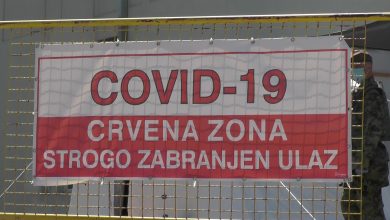 COVID-19
CRVENA ZONA
STROGO ZABRANJEN ULAZ